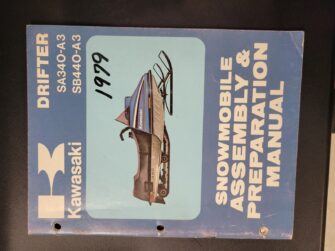 Kawasaki
DRIFTER
SA340-A3
SB440-A3
1979
SNOWMOBILE
ASSEMBLY &
PREPARATION
MANUAL